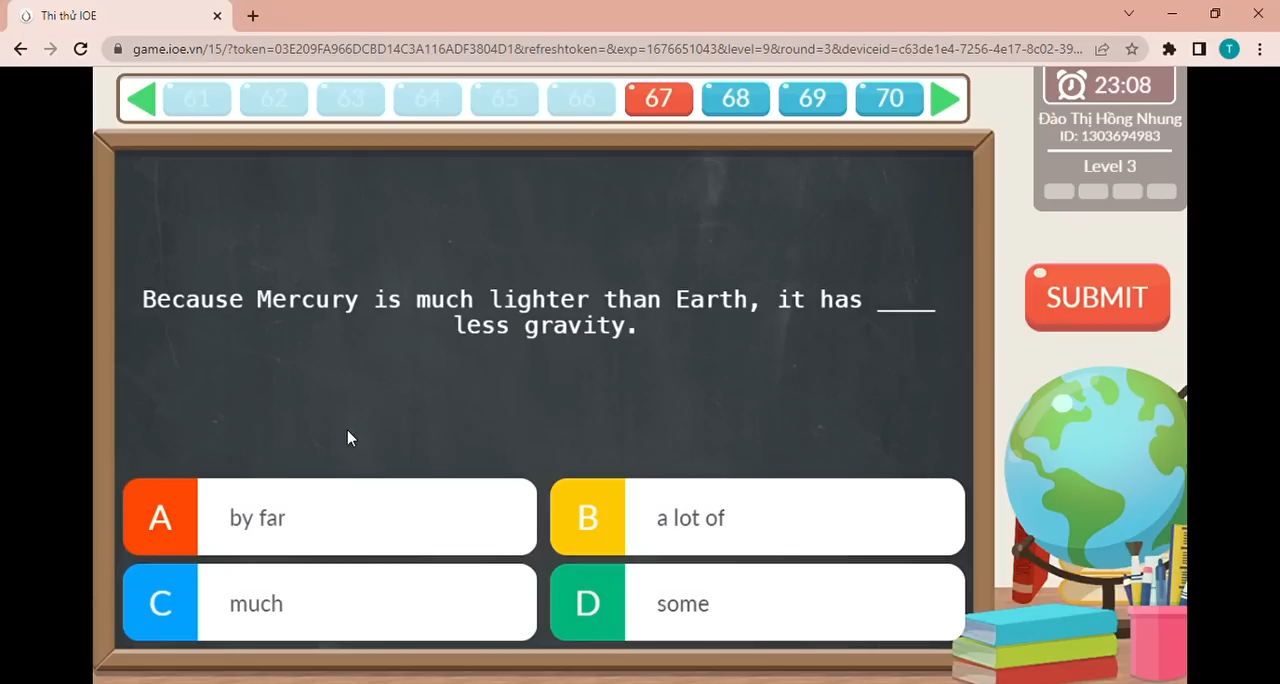 Thi thử IOE
game.ioe.vn/15/?token=03E209FA966DCBD14C3A116ADF3804D1&refreshtoken=&exp=1676651043&level=9&round=3&deviceid=c63de1e4-7256-4e17-8c02-39...
T
61 62 63 64 65 66 67 68 69 70
23:08
Đào Thị Hồng Nhung
ID: 1303694983
Level 3
Because Mercury is much lighter than Earth, it has ____
less gravity.
SUBMIT
A by far
B a lot of
C much
D some